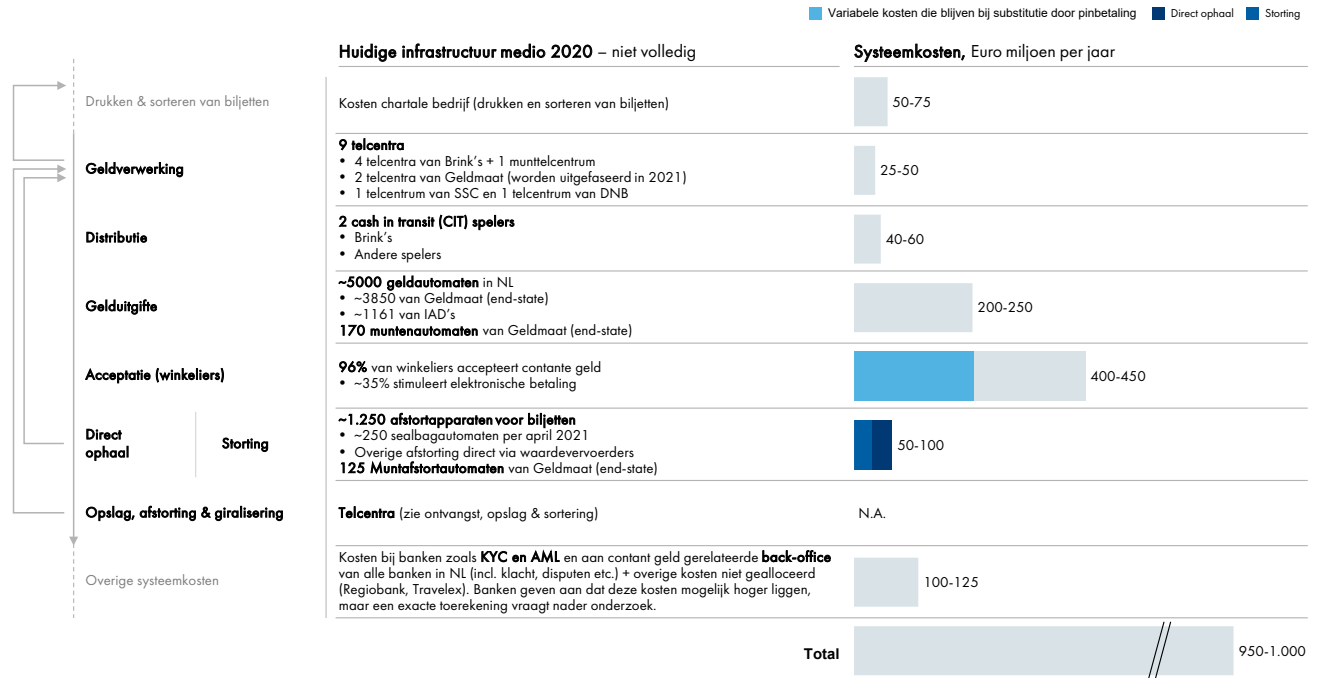 Variabele kosten die blijven bij substitutie door pinbetaling Direct ophaal Storting
Huidige infrastructuur medio 2020 – niet volledig
Systeemkosten, Euro miljoen per jaar
Drukken & sorteren van biljetten
Kosten chartale bedrijf (drukken en sorteren van biljetten)
50-75
Geldverwerking
9 telcentra
• 4 telcentra van Brink's + 1 munttelcentrum
• 2 telcentra van Geldmaat (worden uitgefaseerd in 2021)
• 1 telcentrum van SSC en 1 telcentrum van DNB
25-50
Distributie
2 cash in transit (CIT) spelers
• Brink's
• Andere spelers
40-60
Gelduitgifte
~5000 geldautomaten in NL
• ~3850 van Geldmaat (end-state)
• ~1161 van IAD's
170 muntenautomaten van Geldmaat (end-state)
200-250
Acceptatie (winkeliers)
96% van winkeliers accepteert contante geld
• ~35% stimuleert elektronische betaling
400-450
Direct
ophaal
Storting
~1.250 afstortapparaten voor biljetten
• ~250 sealbagautomaten per april 2021
• Overige afstorting direct via waardevervoerders
125 Muntafstortautomaten van Geldmaat (end-state)
50-100
Opslag, afstorting & giralisering
Telcentra (zie ontvangst, opslag & sortering)
N.A.
Overige systeemkosten
Kosten bij banken zoals KYC en AML en aan contant geld gerelateerde back-office
van alle banken in NL (incl. klacht, disputen etc.) + overige kosten niet gealloceerd
(Regiobank, Travelex). Banken geven aan dat deze kosten mogelijk hoger liggen,
maar een exacte toerekening vraagt nader onderzoek.
100-125
Total
950-1.000